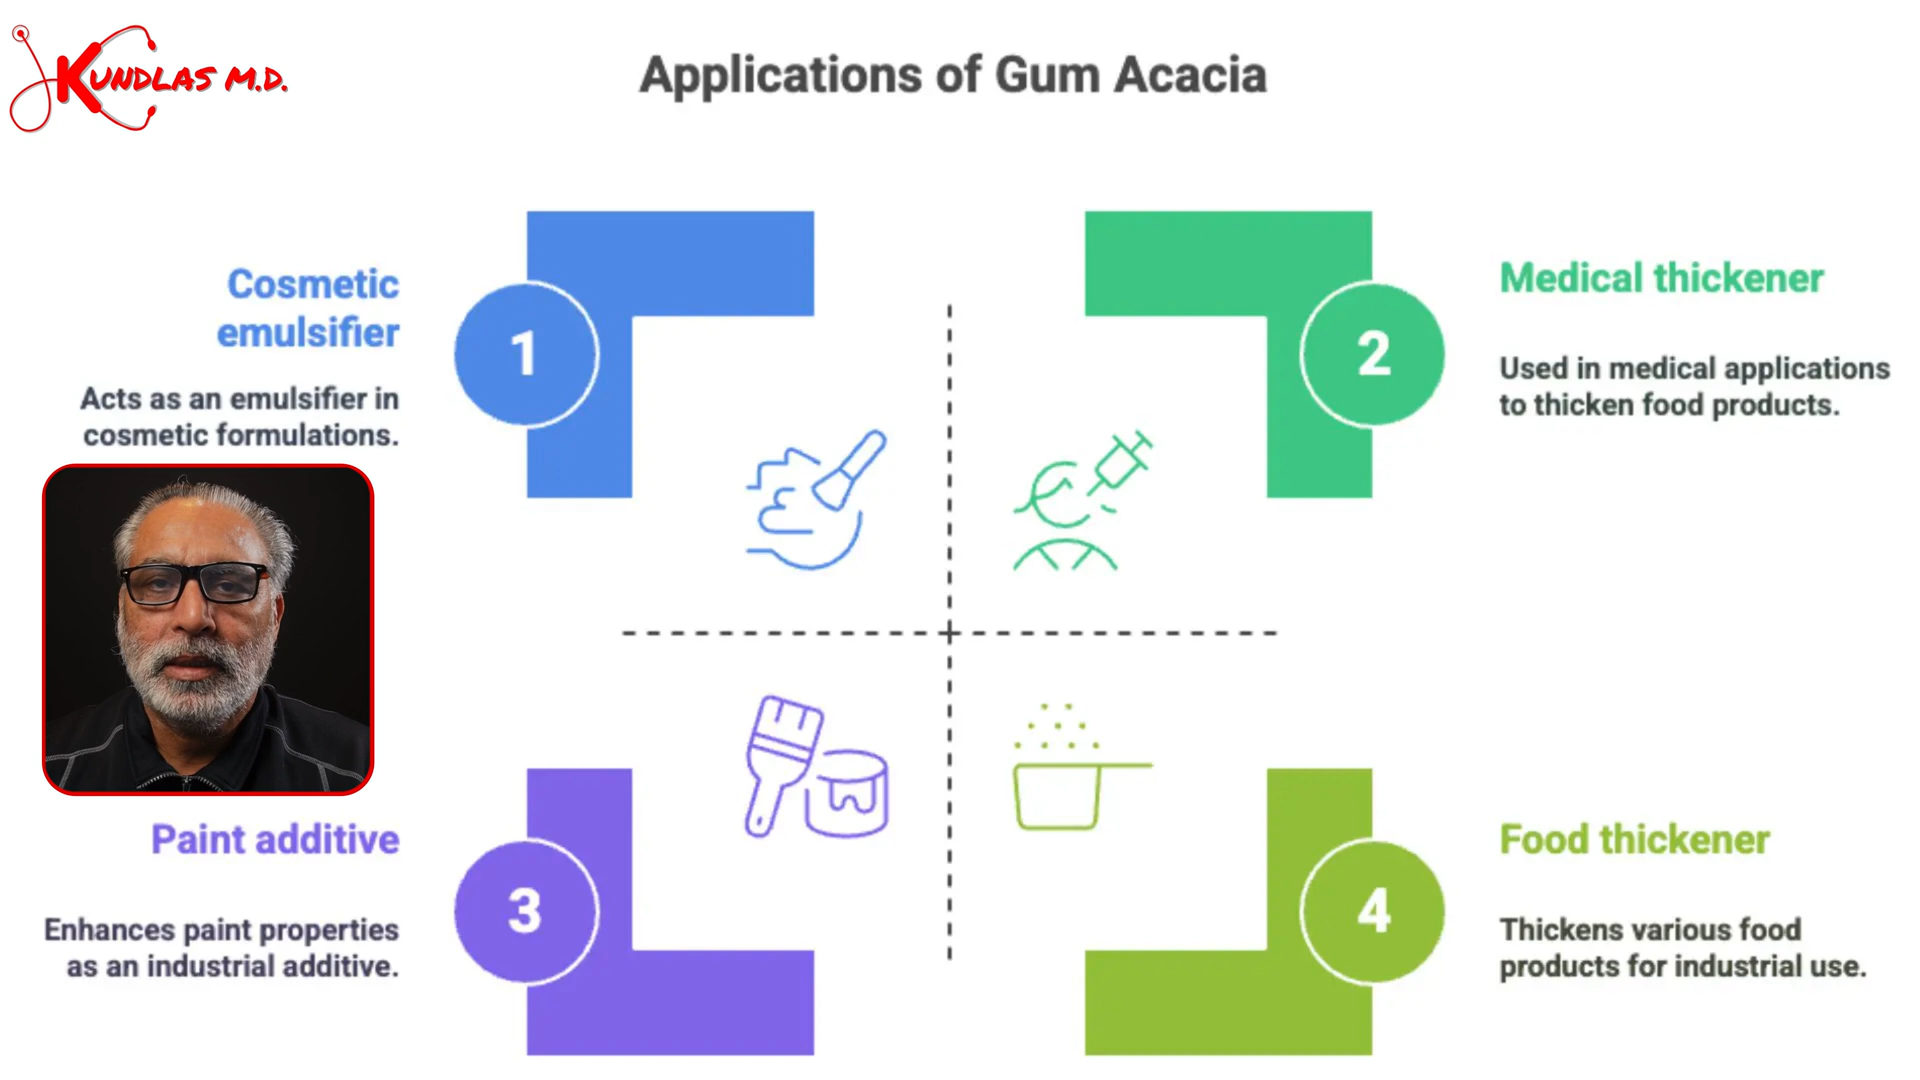 KUNDLAS M.D.
Applications of Gum Acacia
Cosmetic
emulsifier
Acts as an emulsifier in
cosmetic formulations.
1
2
Medical thickener
Used in medical applications
to thicken food products.
Paint additive
Enhances paint properties
as an industrial additive.
3
4
Food thickener
Thickens various food
products for industrial use.